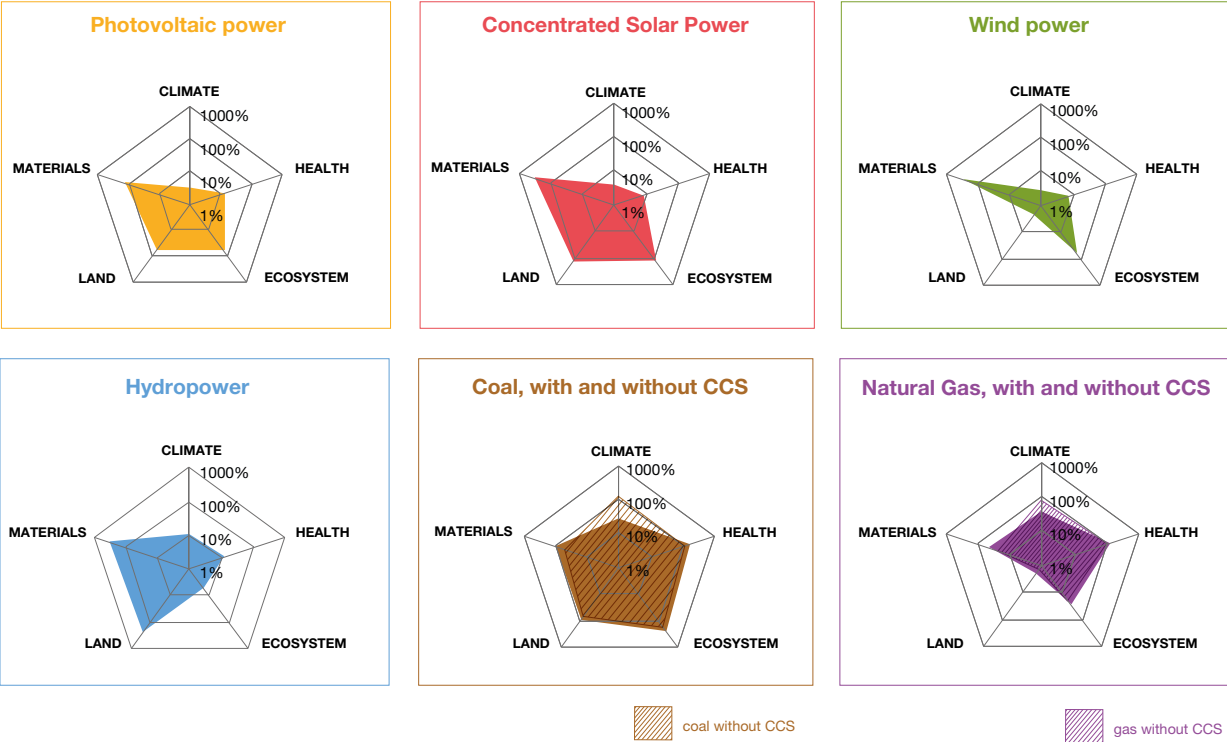 Photovoltaic power
CLIMATE
1000%
100%
10%
1%
MATERIALS
HEALTH
LAND
ECOSYSTEM
Concentrated Solar Power
CLIMATE
1000%
100%
10%
1%
MATERIALS
HEALTH
LAND
ECOSYSTEM
Wind power
CLIMATE
1000%
100%
10%
1%
MATERIALS
HEALTH
LAND
ECOSYSTEM
Hydropower
CLIMATE
1000%
100%
10%
1%
MATERIALS
HEALTH
LAND
ECOSYSTEM
Coal, with and without CCS
CLIMATE
1000%
100%
10%
1%
MATERIALS
HEALTH
LAND
ECOSYSTEM
coal without CCS
Natural Gas, with and without CCS
CLIMATE
1000%
100%
10%
1%
MATERIALS
HEALTH
LAND
ECOSYSTEM
gas without CCS